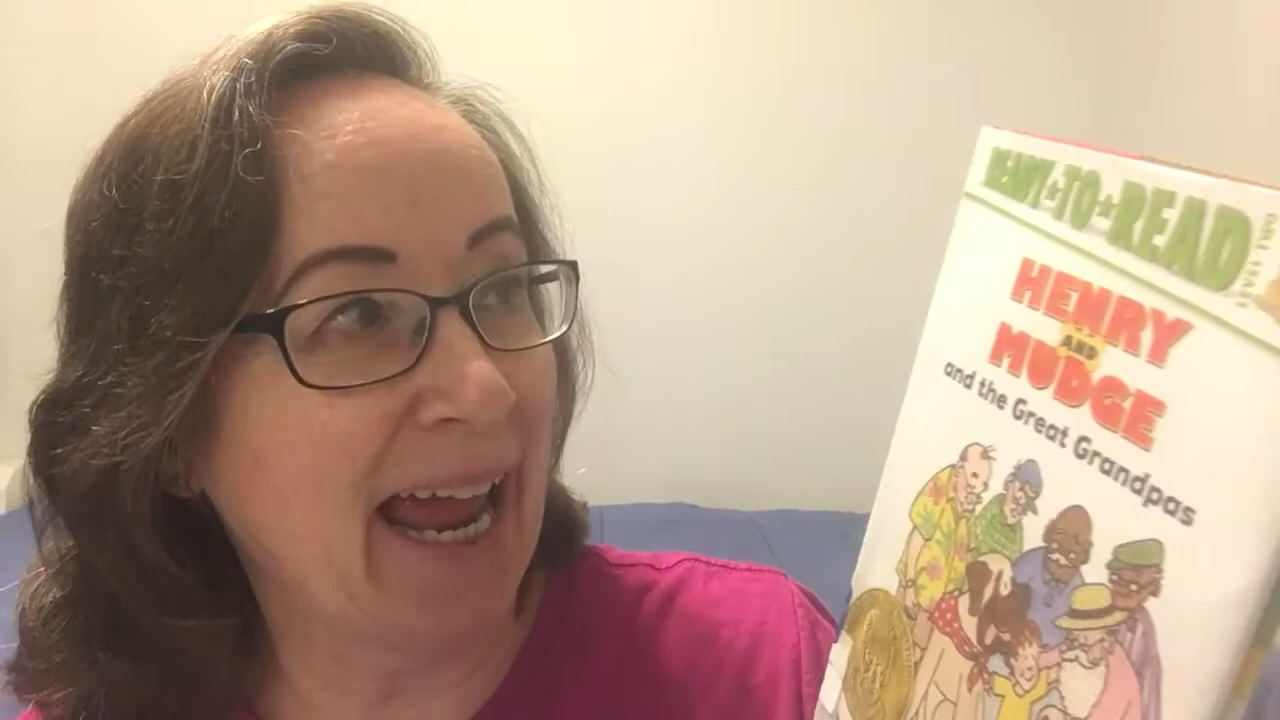 READY-TO-READ
HENRY
AND
MUDGE
and the Great Grandpas